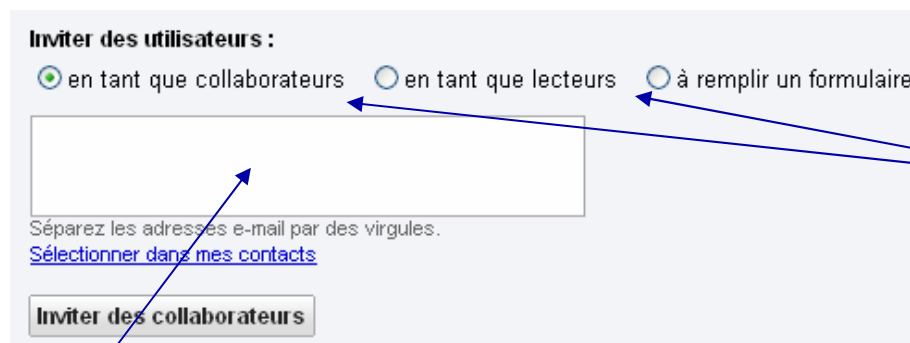 Inviter des utilisateurs :
en tant que collaborateurs en tant que lecteurs à remplir un formulaire
Séparez les adresses e-mail par des virgules.
Sélectionner dans mes contacts
Inviter des collaborateurs